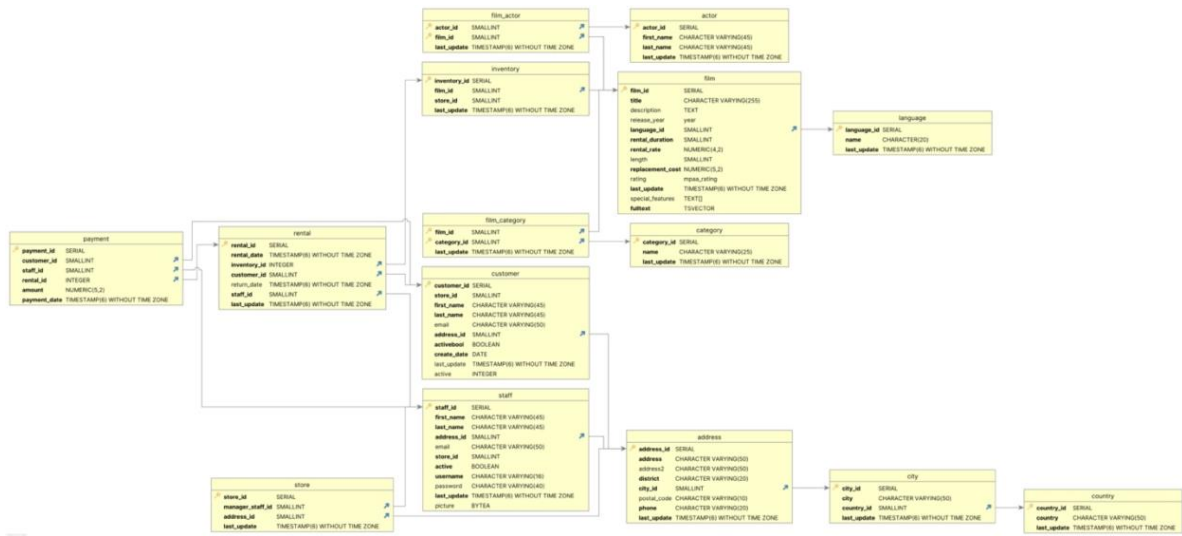 film_actor
actor_id SMALLINT
film_id SMALLINT
last_update TIMESTAMP(6) WITHOUT TIME ZONE
actor
actor_id SERIAL
first_name CHARACTER VARYING(45)
last_name CHARACTER VARYING(45)
last_update TIMESTAMP(6) WITHOUT TIME ZONE
inventory
inventory_id SERIAL
film_id SMALLINT
store_id SMALLINT
last_update TIMESTAMP(6) WITHOUT TIME ZONE
film
film_id SERIAL
title CHARACTER VARYING(255)
description TEXT
release_year year
language_id SMALLINT
rental_duration SMALLINT
rental_rate NUMERIC(4,2)
length SMALLINT
replacement_cost NUMERIC(5,2)
rating mpaa_rating
last_update TIMESTAMP(6) WITHOUT TIME ZONE
special_features TEXT[]
fulltext TSVECTOR
language
language_id SERIAL
name CHARACTER(20)
last_update TIMESTAMP(6) WITHOUT TIME ZONE
film_category
film_id SMALLINT
category_id SMALLINT
last_update TIMESTAMP(6) WITHOUT TIME ZONE
category
category_id SERIAL
name CHARACTER VARYING(25)
last_update TIMESTAMP(6) WITHOUT TIME ZONE
payment
payment_id SERIAL
customer_id SMALLINT
staff_id SMALLINT
rental_id INTEGER
amount NUMERIC(5,2)
payment_date TIMESTAMP(6) WITHOUT TIME ZONE
rental
rental_id SERIAL
rental_date TIMESTAMP(6) WITHOUT TIME ZONE
inventory_id INTEGER
customer_id SMALLINT
return_date TIMESTAMP(6) WITHOUT TIME ZONE
staff_id SMALLINT
last_update TIMESTAMP(6) WITHOUT TIME ZONE
customer
customer_id SERIAL
store_id SMALLINT
first_name CHARACTER VARYING(45)
last_name CHARACTER VARYING(45)
email CHARACTER VARYING(50)
address_id SMALLINT
activebool BOOLEAN
create_date DATE
last_update TIMESTAMP(6) WITHOUT TIME ZONE
active INTEGER
staff
staff_id SERIAL
first_name CHARACTER VARYING(45)
last_name CHARACTER VARYING(45)
address_id SMALLINT
email CHARACTER VARYING(50)
store_id SMALLINT
active BOOLEAN
username CHARACTER VARYING(16)
password CHARACTER VARYING(40)
last_update TIMESTAMP(6) WITHOUT TIME ZONE
picture BYTEA
store
store_id SERIAL
manager_staff_id SMALLINT
address_id SMALLINT
last_update TIMESTAMP(6) WITHOUT TIME ZONE
address
address_id SERIAL
address CHARACTER VARYING(50)
address2 CHARACTER VARYING(50)
district CHARACTER VARYING(20)
city_id SMALLINT
postal_code CHARACTER VARYING(10)
phone CHARACTER VARYING(20)
last_update TIMESTAMP(6) WITHOUT TIME ZONE
city
city_id SERIAL
city CHARACTER VARYING(50)
country_id SMALLINT
last_update TIMESTAMP(6) WITHOUT TIME ZONE
country
country_id SERIAL
country CHARACTER VARYING(50)
last_update TIMESTAMP(6) WITHOUT TIME ZONE